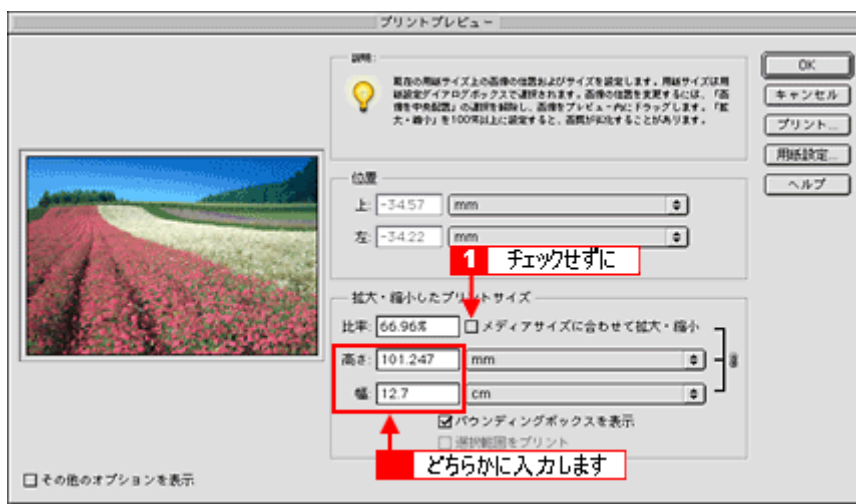 プリントプレビュー
説明:
現在の用紙サイズ上の画像の位置およびサイズを設定します。用紙サイズは用
紙設定ダイアログボックスで選択されます。画像の位置を変更するには、「画
像を中央配置」の選択を解除し、画像をプレビュー内にドラッグします。「拡
大・縮小」を100%以上に設定すると、画質が劣化することがあります。
OK
キャンセル
プリント...
用紙設定...
ヘルプ
位置
上: -34.57 mm
左: -34.22 mm
1 チェックせずに
拡大・縮小したプリントサイズ
比率: 66.96% メディアサイズに合わせて拡大・縮小
高さ: 101.247 mm
幅: 12.7 cm
バウンディングボックスを表示
選択範囲をプリント
どちらかに入力します
その他のオプションを表示